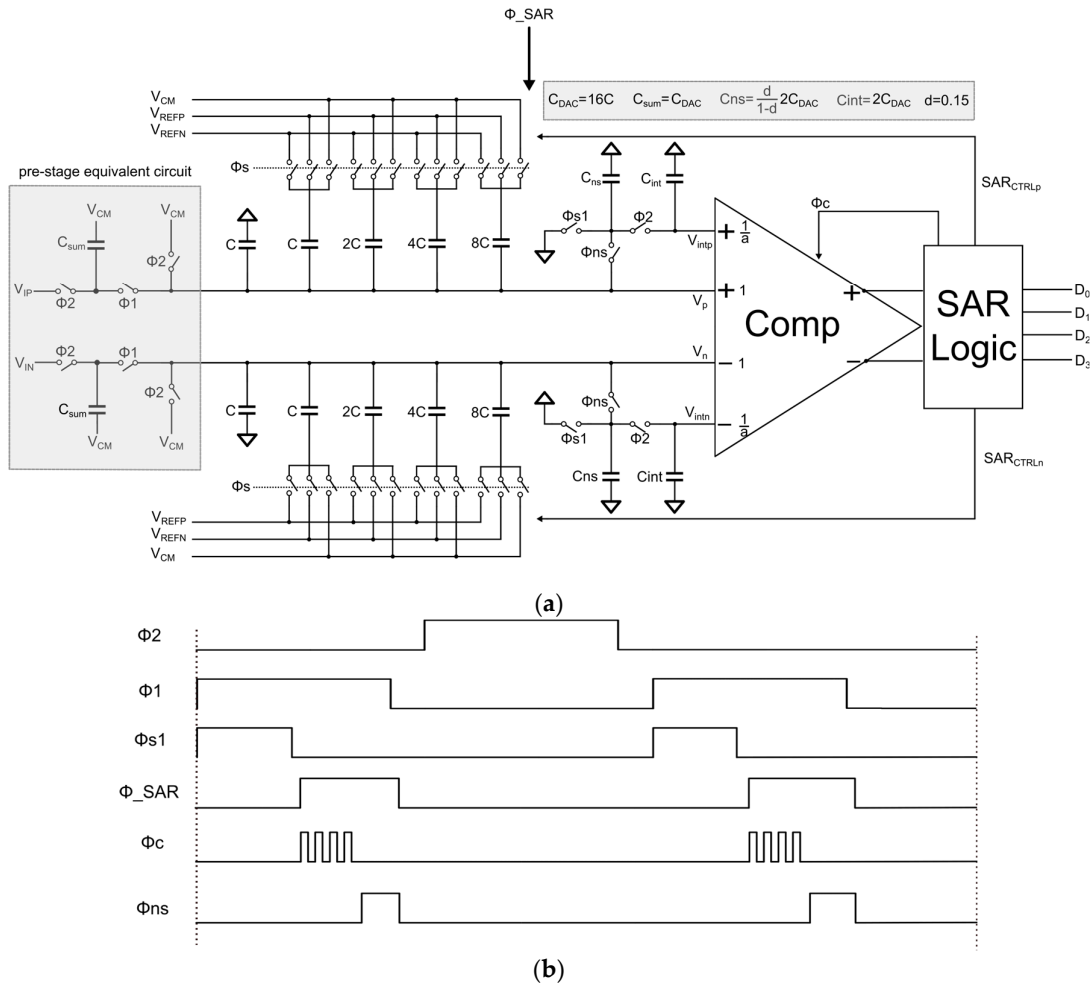 Φ_SAR
C_DAC=16C C_sum=C_DAC Cns=d/(1-d) 2C_DAC Cint=2C_DAC d=0.15
V_CM
V_REFP
V_REFN
Φs
pre-stage equivalent circuit
V_CM V_CM
C_sum
Φ2
V_IP
Φ2 Φ1
C C 2C 4C 8C
C_ns C_int
Φs1 Φ2
Φns
V_intp
+ 1/a
Φc
SAR_CTRLp
V_p
+ 1
+
Comp
SAR
Logic
D_0
D_1
D_2
D_3
V_n
− 1
−
V_IN
Φ2 Φ1
Φ2
C_sum
V_CM V_CM
C C 2C 4C 8C
Φns
Φs1 Φ2
V_intn
− 1/a
Cns Cint
SAR_CTRLn
Φs
V_REFP
V_REFN
V_CM
(a)
Φ2
Φ1
Φs1
Φ_SAR
Φc
Φns
(b)